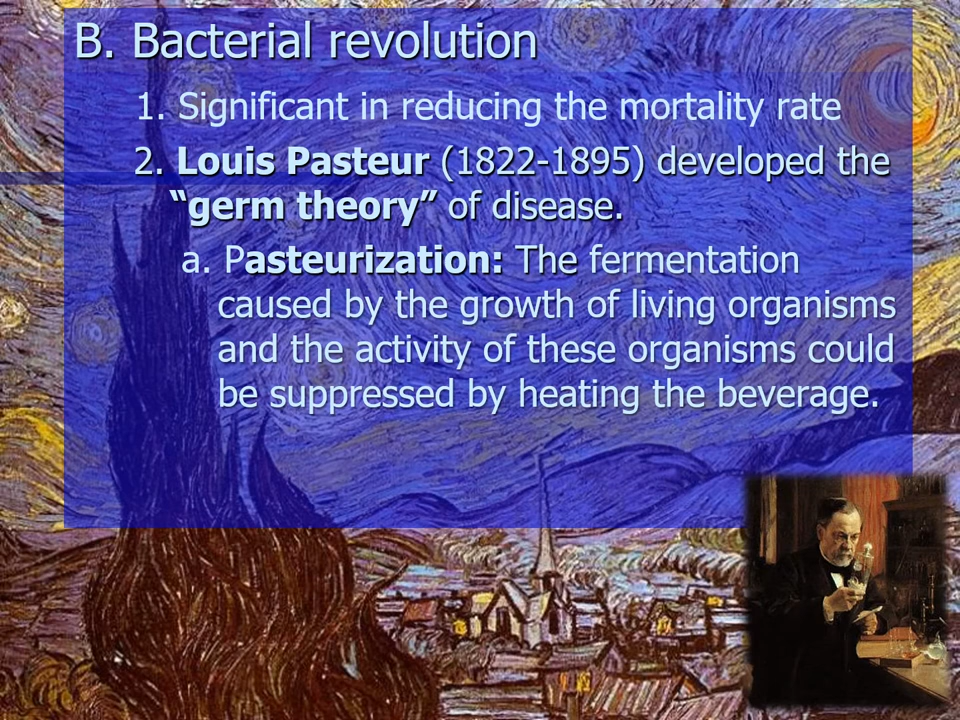 B. Bacterial revolution
1. Significant in reducing the mortality rate
2. Louis Pasteur (1822-1895) developed the
“germ theory” of disease.
a. Pasteurization: The fermentation
caused by the growth of living organisms
and the activity of these organisms could
be suppressed by heating the beverage.